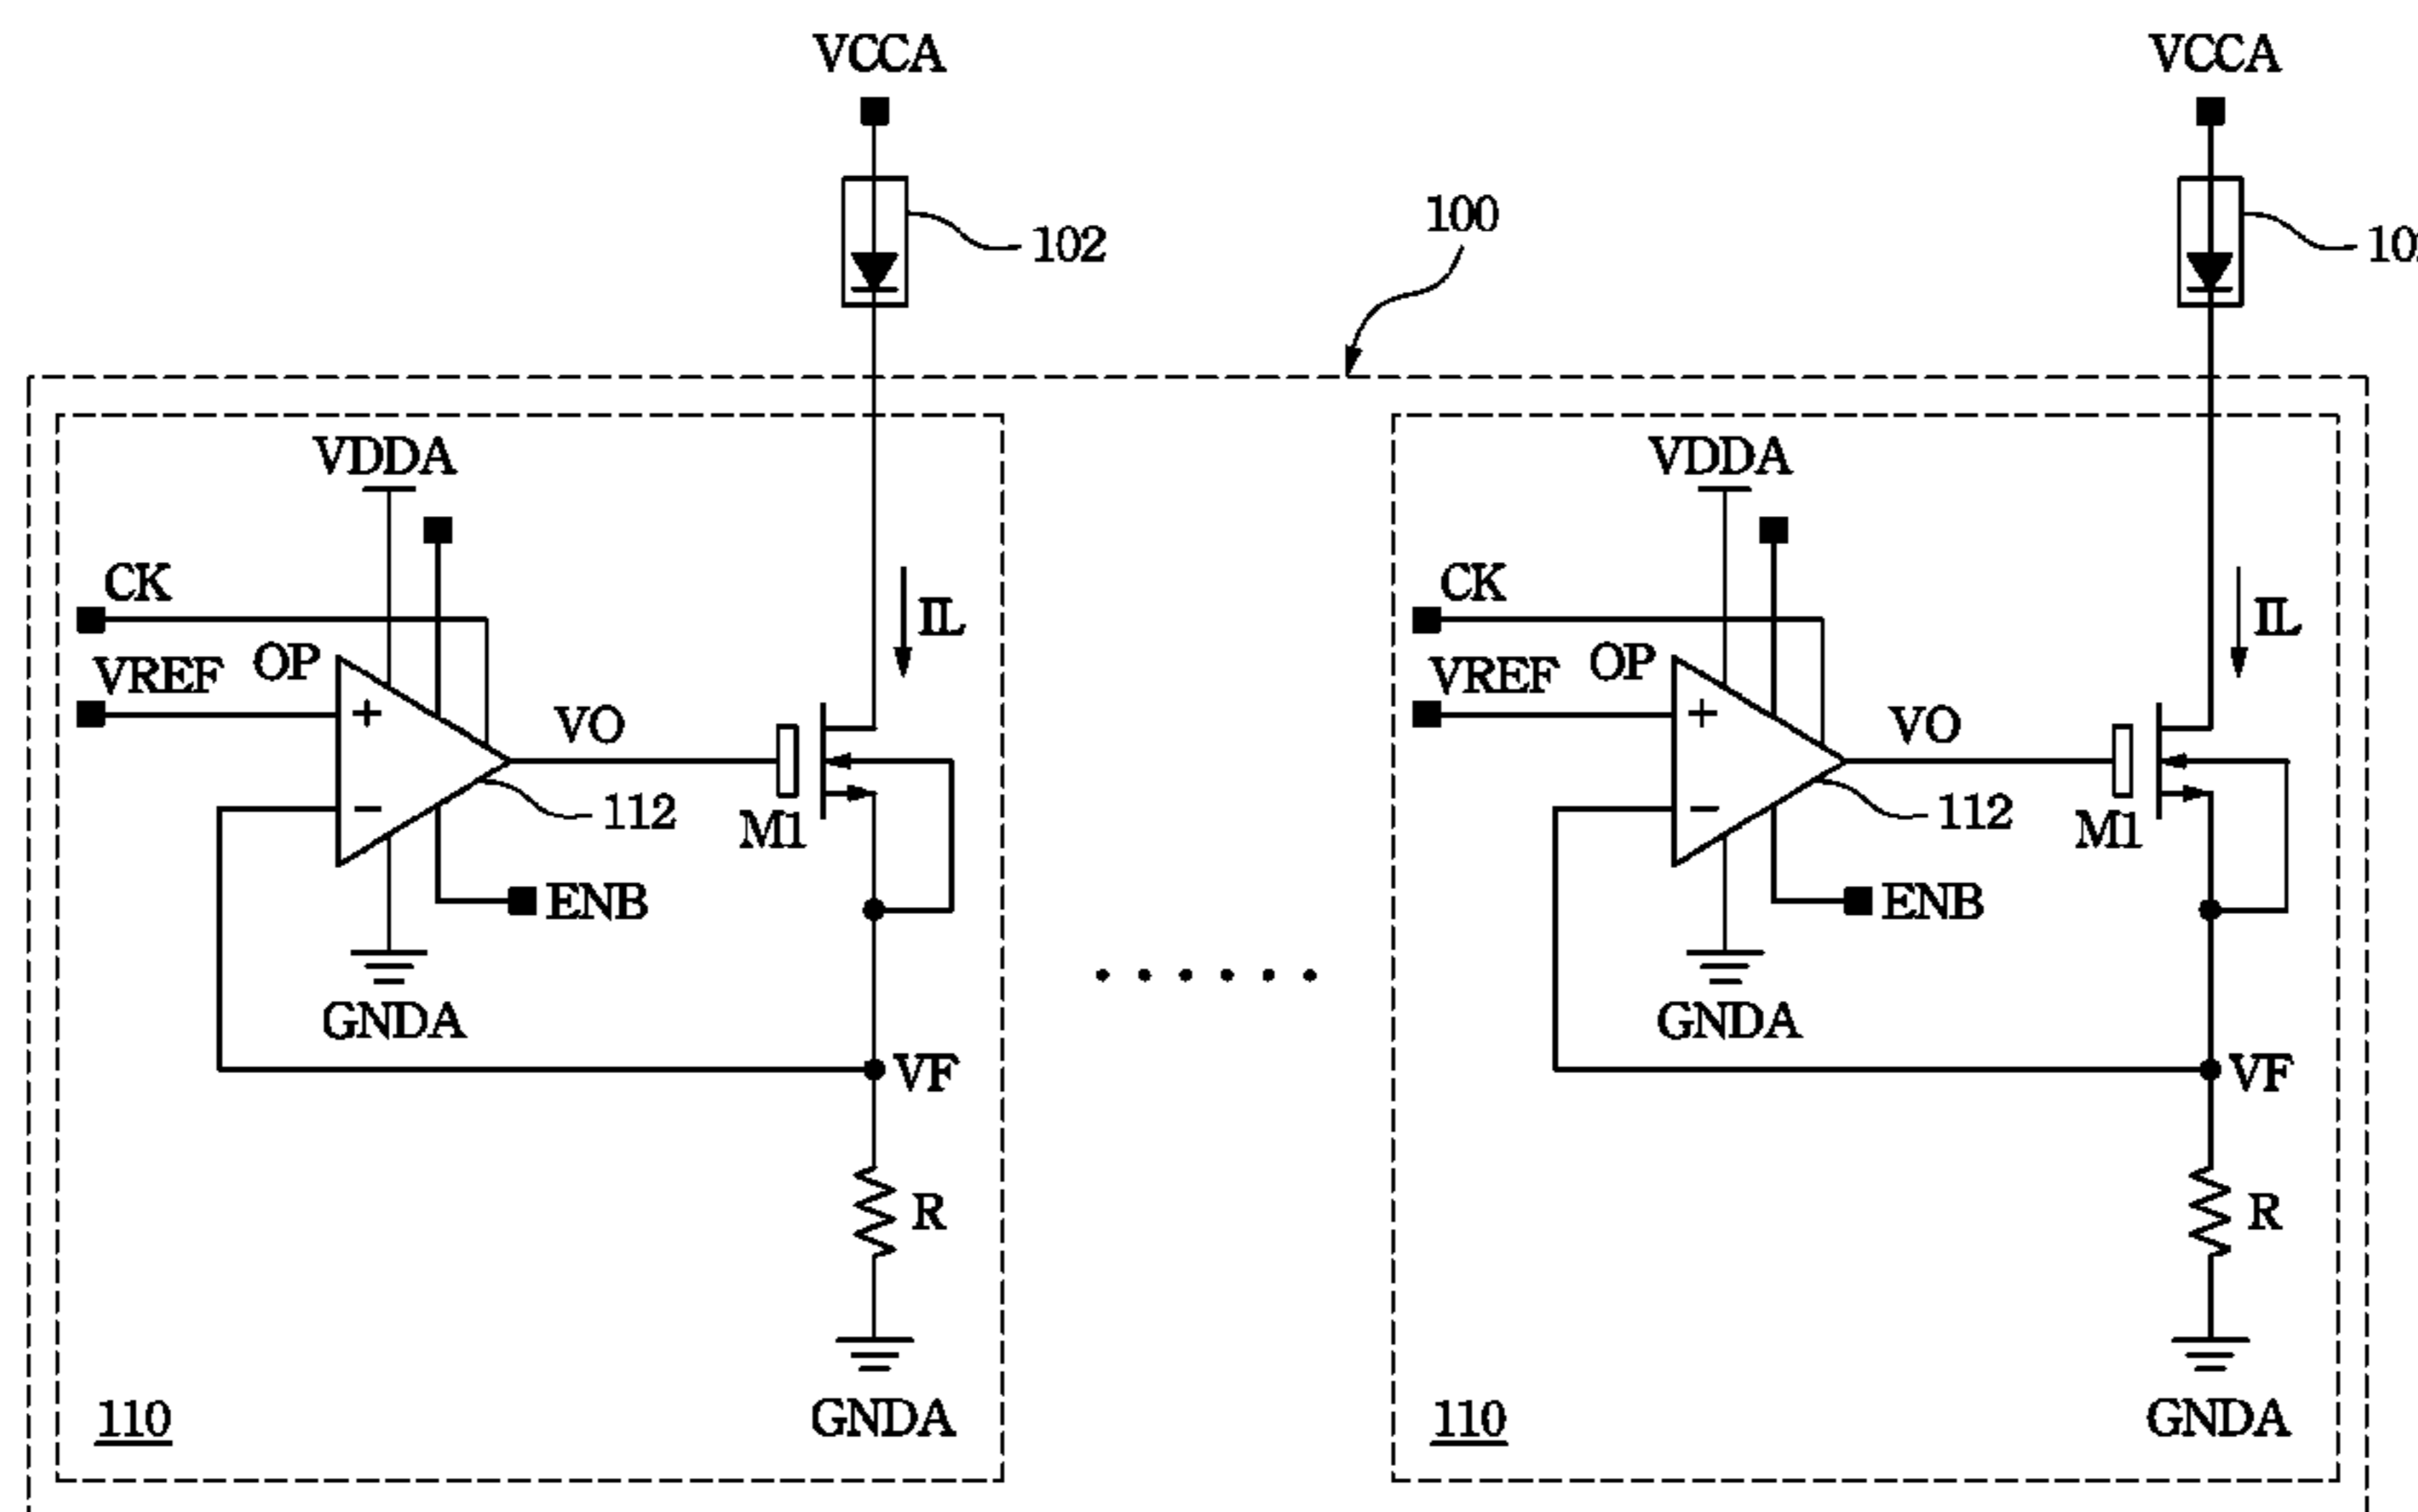 VCCA
VCCA
102
100
VDDA
VDDA
CK
CK
IL
IL
VREF
OP
VREF
OP
+
+
VO
VO
−
−
112
112
M1
M1
ENB
ENB
GNDA
GNDA
VF
VF
R
R
GNDA
GNDA
110
110